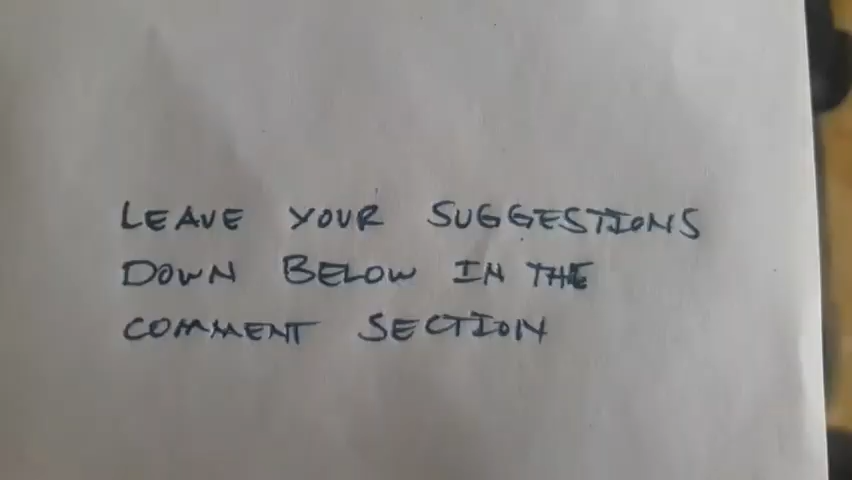 LEAVE YOUR SUGGESTIONS
DOWN BELOW IN THE
COMMENT SECTION